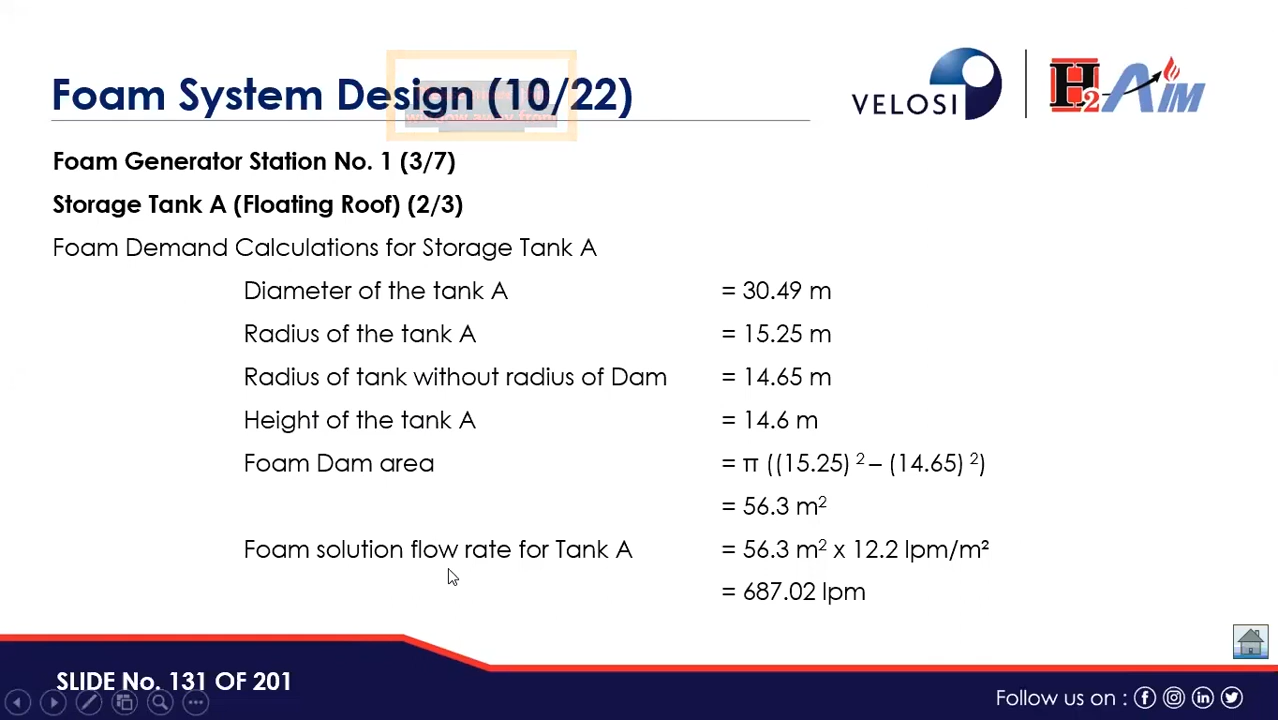 Foam System Design (10/22)
VELOSI
H2AIM
Foam Generator Station No. 1 (3/7)
Storage Tank A (Floating Roof) (2/3)
Foam Demand Calculations for Storage Tank A
Diameter of the tank A = 30.49 m
Radius of the tank A = 15.25 m
Radius of tank without radius of Dam = 14.65 m
Height of the tank A = 14.6 m
Foam Dam area = π ((15.25) ² – (14.65) ²)
= 56.3 m²
Foam solution flow rate for Tank A = 56.3 m² x 12.2 lpm/m²
= 687.02 lpm
SLIDE No. 131 OF 201
Follow us on :